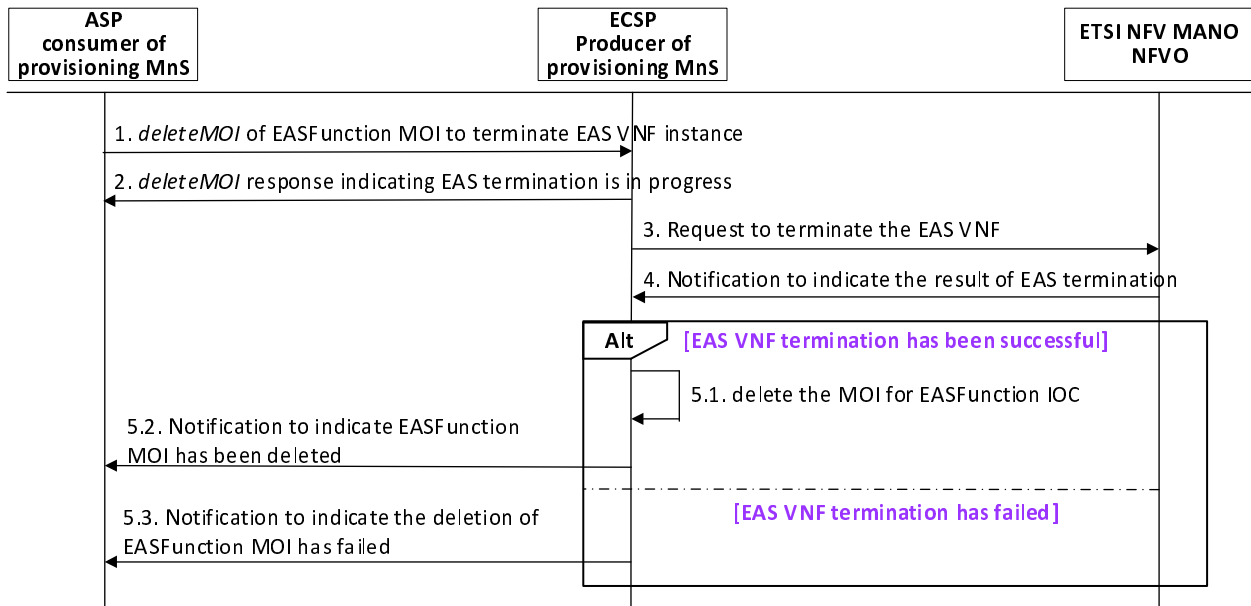 ASP
consumer of
provisioning MnS
ECSP
Producer of
provisioning MnS
ETSI NFV MANO
NFVO
1. deleteMOI of EASFunction MOI to terminate EAS VNF instance
2. deleteMOI response indicating EAS termination is in progress
3. Request to terminate the EAS VNF
4. Notification to indicate the result of EAS termination
Alt
[EAS VNF termination has been successful]
5.1. delete the MOI for EASFunction IOC
5.2. Notification to indicate EASFunction
MOI has been deleted
[EAS VNF termination has failed]
5.3. Notification to indicate the deletion of
EASFunction MOI has failed